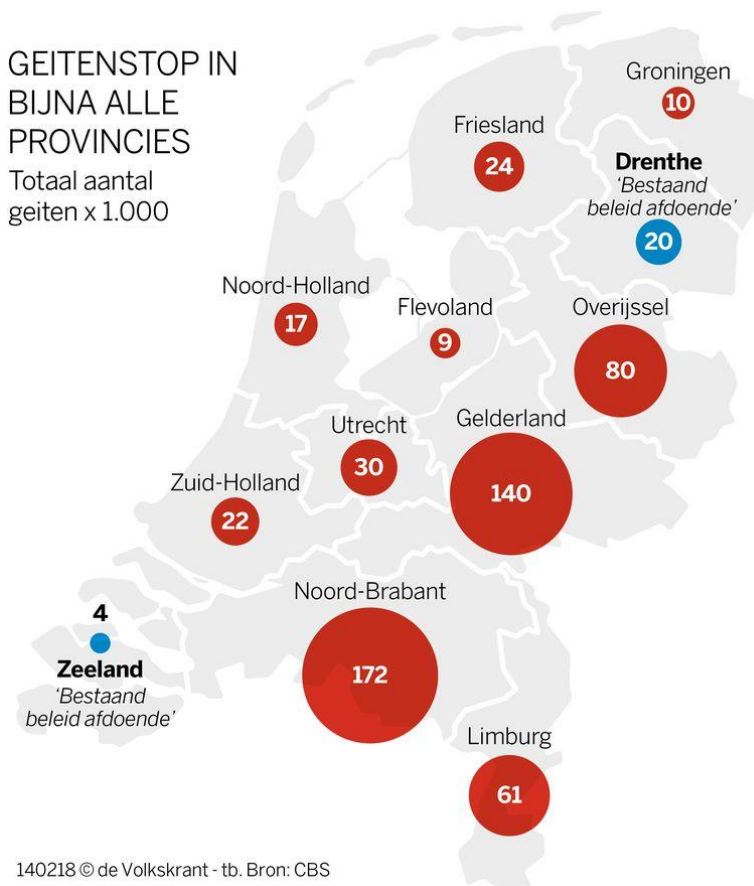 GEITENSTOP IN
BIJNA ALLE
PROVINCIES
Totaal aantal
geiten x 1.000
Groningen
10
Friesland
24
Drenthe
‘Bestaand
beleid afdoende’
20
Noord-Holland
17
Flevoland
9
Overijssel
80
Utrecht
30
Gelderland
140
Zuid-Holland
22
Noord-Brabant
172
4
Zeeland
‘Bestaand
beleid afdoende’
Limburg
61
140218 © de Volkskrant - tb. Bron: CBS